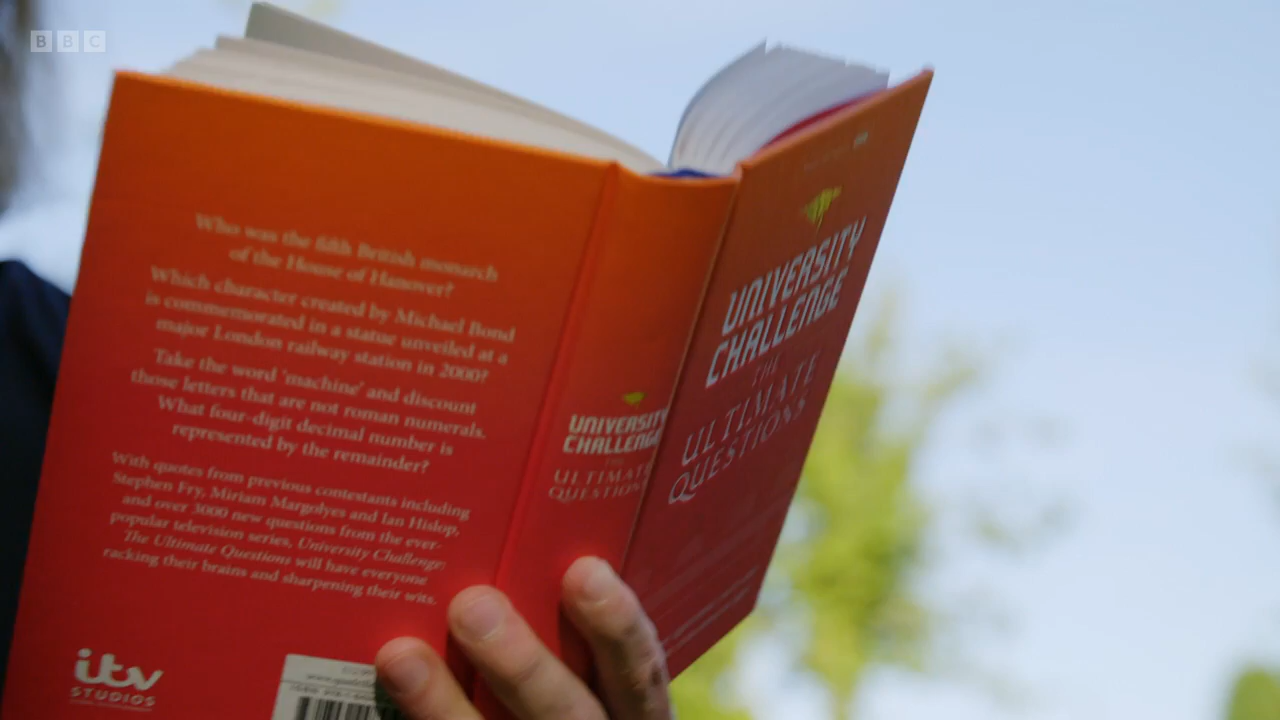 BBC
Who was the fifth British monarch
of the House of Hanover?
Which character created by Michael Bond
is commemorated in a statue unveiled at a
major London railway station in 2000?
Take the word 'machine' and discount
those letters that are not roman numerals.
What four-digit decimal number is
represented by the remainder?
With quotes from previous contestants including
Stephen Fry, Miriam Margolyes and Ian Hislop,
and over 3000 new questions from the ever-
popular television series, University Challenge:
The Ultimate Questions will have everyone
racking their brains and sharpening their wits.
itv
STUDIOS
UNIVERSITY
CHALLENGE
THE
ULTIMATE
QUESTIONS
UNIVERSITY
CHALLENGE
THE
ULTIMATE
QUESTIONS